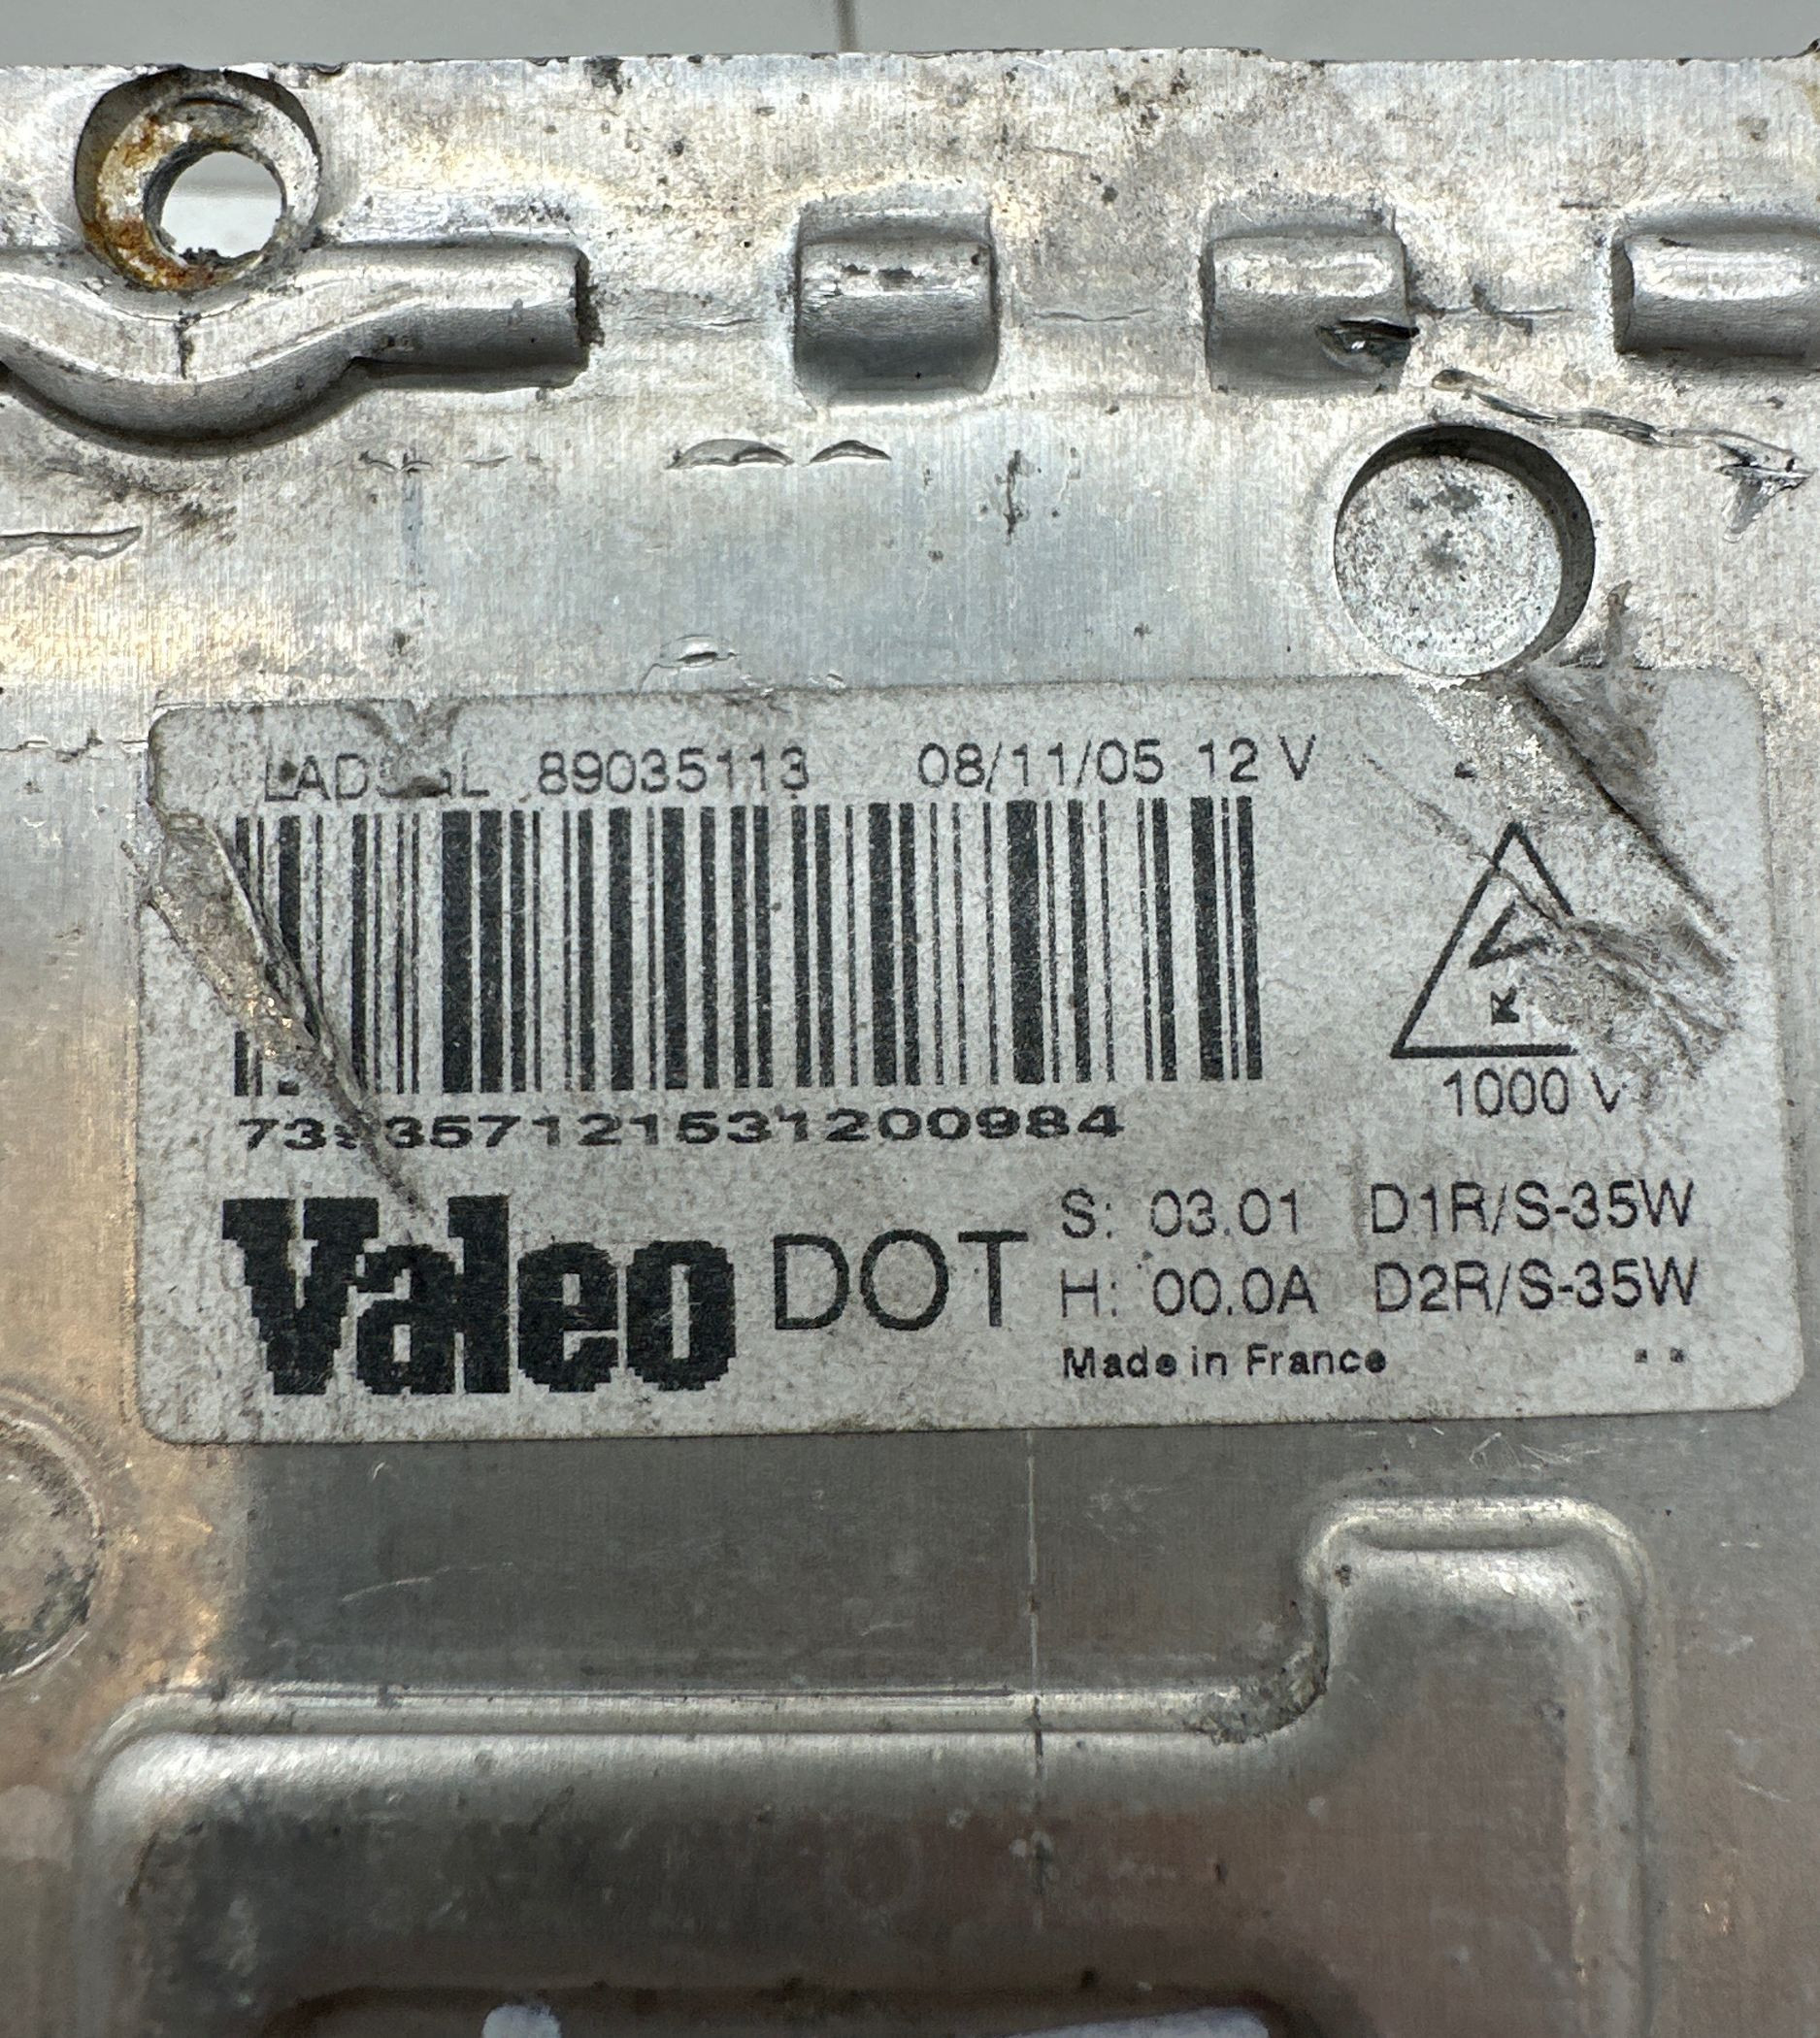 89035113 08/11/05 12 V
K
1000 V
Valeo DOT
S: 03.01 D1R/S-35W
H: 00.0A D2R/S-35W
Made in France